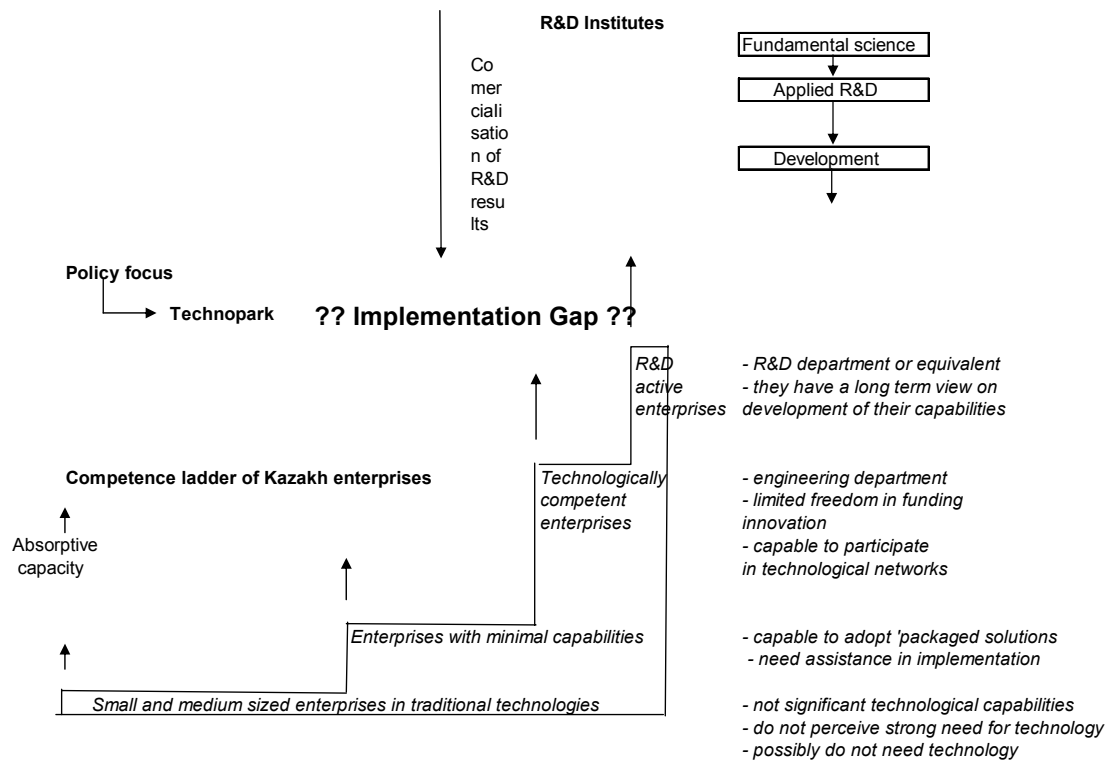 R&D Institutes
Fundamental science
Applied R&D
Development
Co
mer
ciali
satio
n of
R&D
resu
lts
Policy focus
Technopark
?? Implementation Gap ??
R&D
active
enterprises
- R&D department or equivalent
- they have a long term view on
development of their capabilities
Competence ladder of Kazakh enterprises
Technologically
competent
enterprises
- engineering department
- limited freedom in funding
innovation
- capable to participate
in technological networks
Absorptive
capacity
Enterprises with minimal capabilities
- capable to adopt 'packaged solutions
- need assistance in implementation
Small and medium sized enterprises in traditional technologies
- not significant technological capabilities
- do not perceive strong need for technology
- possibly do not need technology